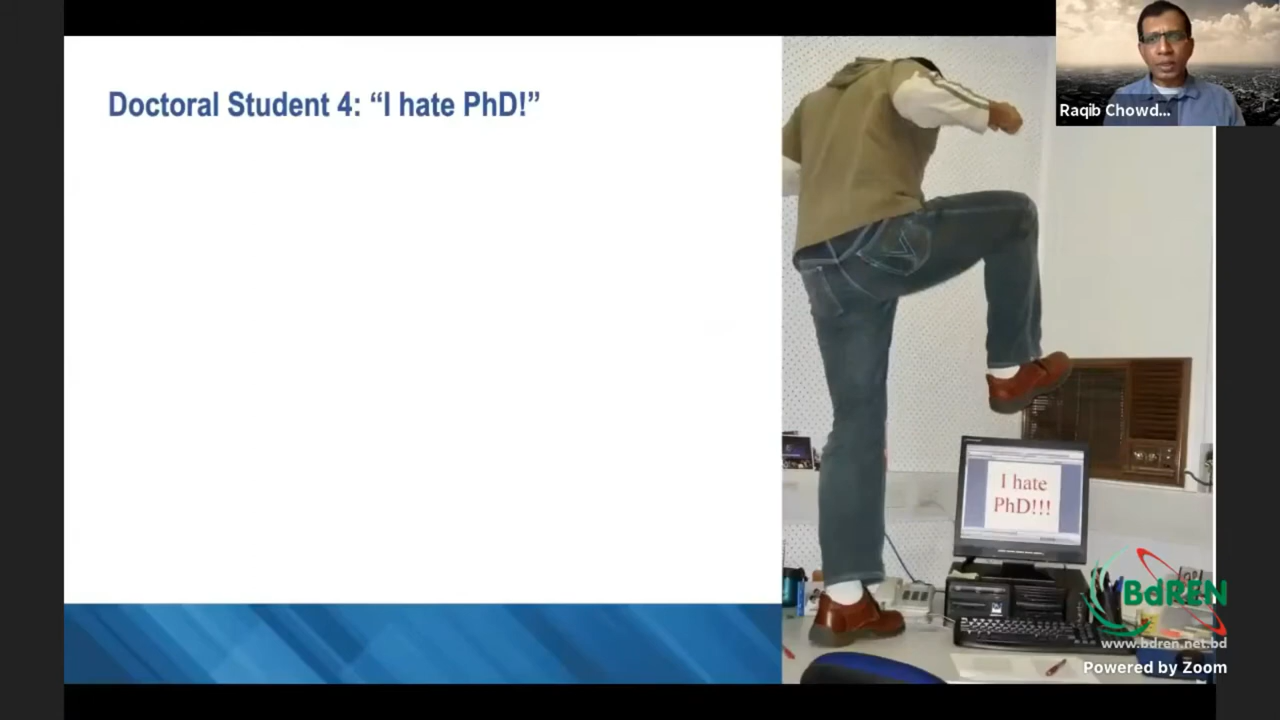 Doctoral Student 4: “I hate PhD!”
Raqib Chowd...
I hate
PhD!!!
BdREN
www.bdren.net.bd
Powered by Zoom